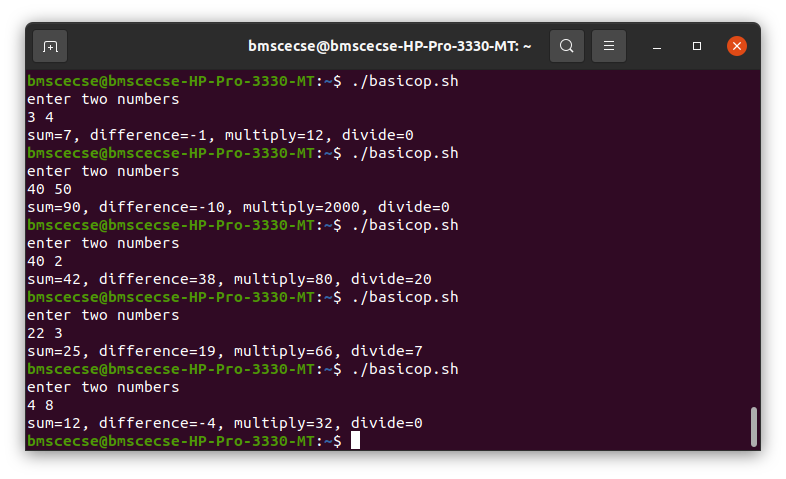 bmscecse@bmscecse-HP-Pro-3330-MT: ~
bmscecse@bmscecse-HP-Pro-3330-MT:~$ ./basicop.sh
enter two numbers
3 4
sum=7, difference=-1, multiply=12, divide=0
bmscecse@bmscecse-HP-Pro-3330-MT:~$ ./basicop.sh
enter two numbers
40 50
sum=90, difference=-10, multiply=2000, divide=0
bmscecse@bmscecse-HP-Pro-3330-MT:~$ ./basicop.sh
enter two numbers
40 2
sum=42, difference=38, multiply=80, divide=20
bmscecse@bmscecse-HP-Pro-3330-MT:~$ ./basicop.sh
enter two numbers
22 3
sum=25, difference=19, multiply=66, divide=7
bmscecse@bmscecse-HP-Pro-3330-MT:~$ ./basicop.sh
enter two numbers
4 8
sum=12, difference=-4, multiply=32, divide=0
bmscecse@bmscecse-HP-Pro-3330-MT:~$